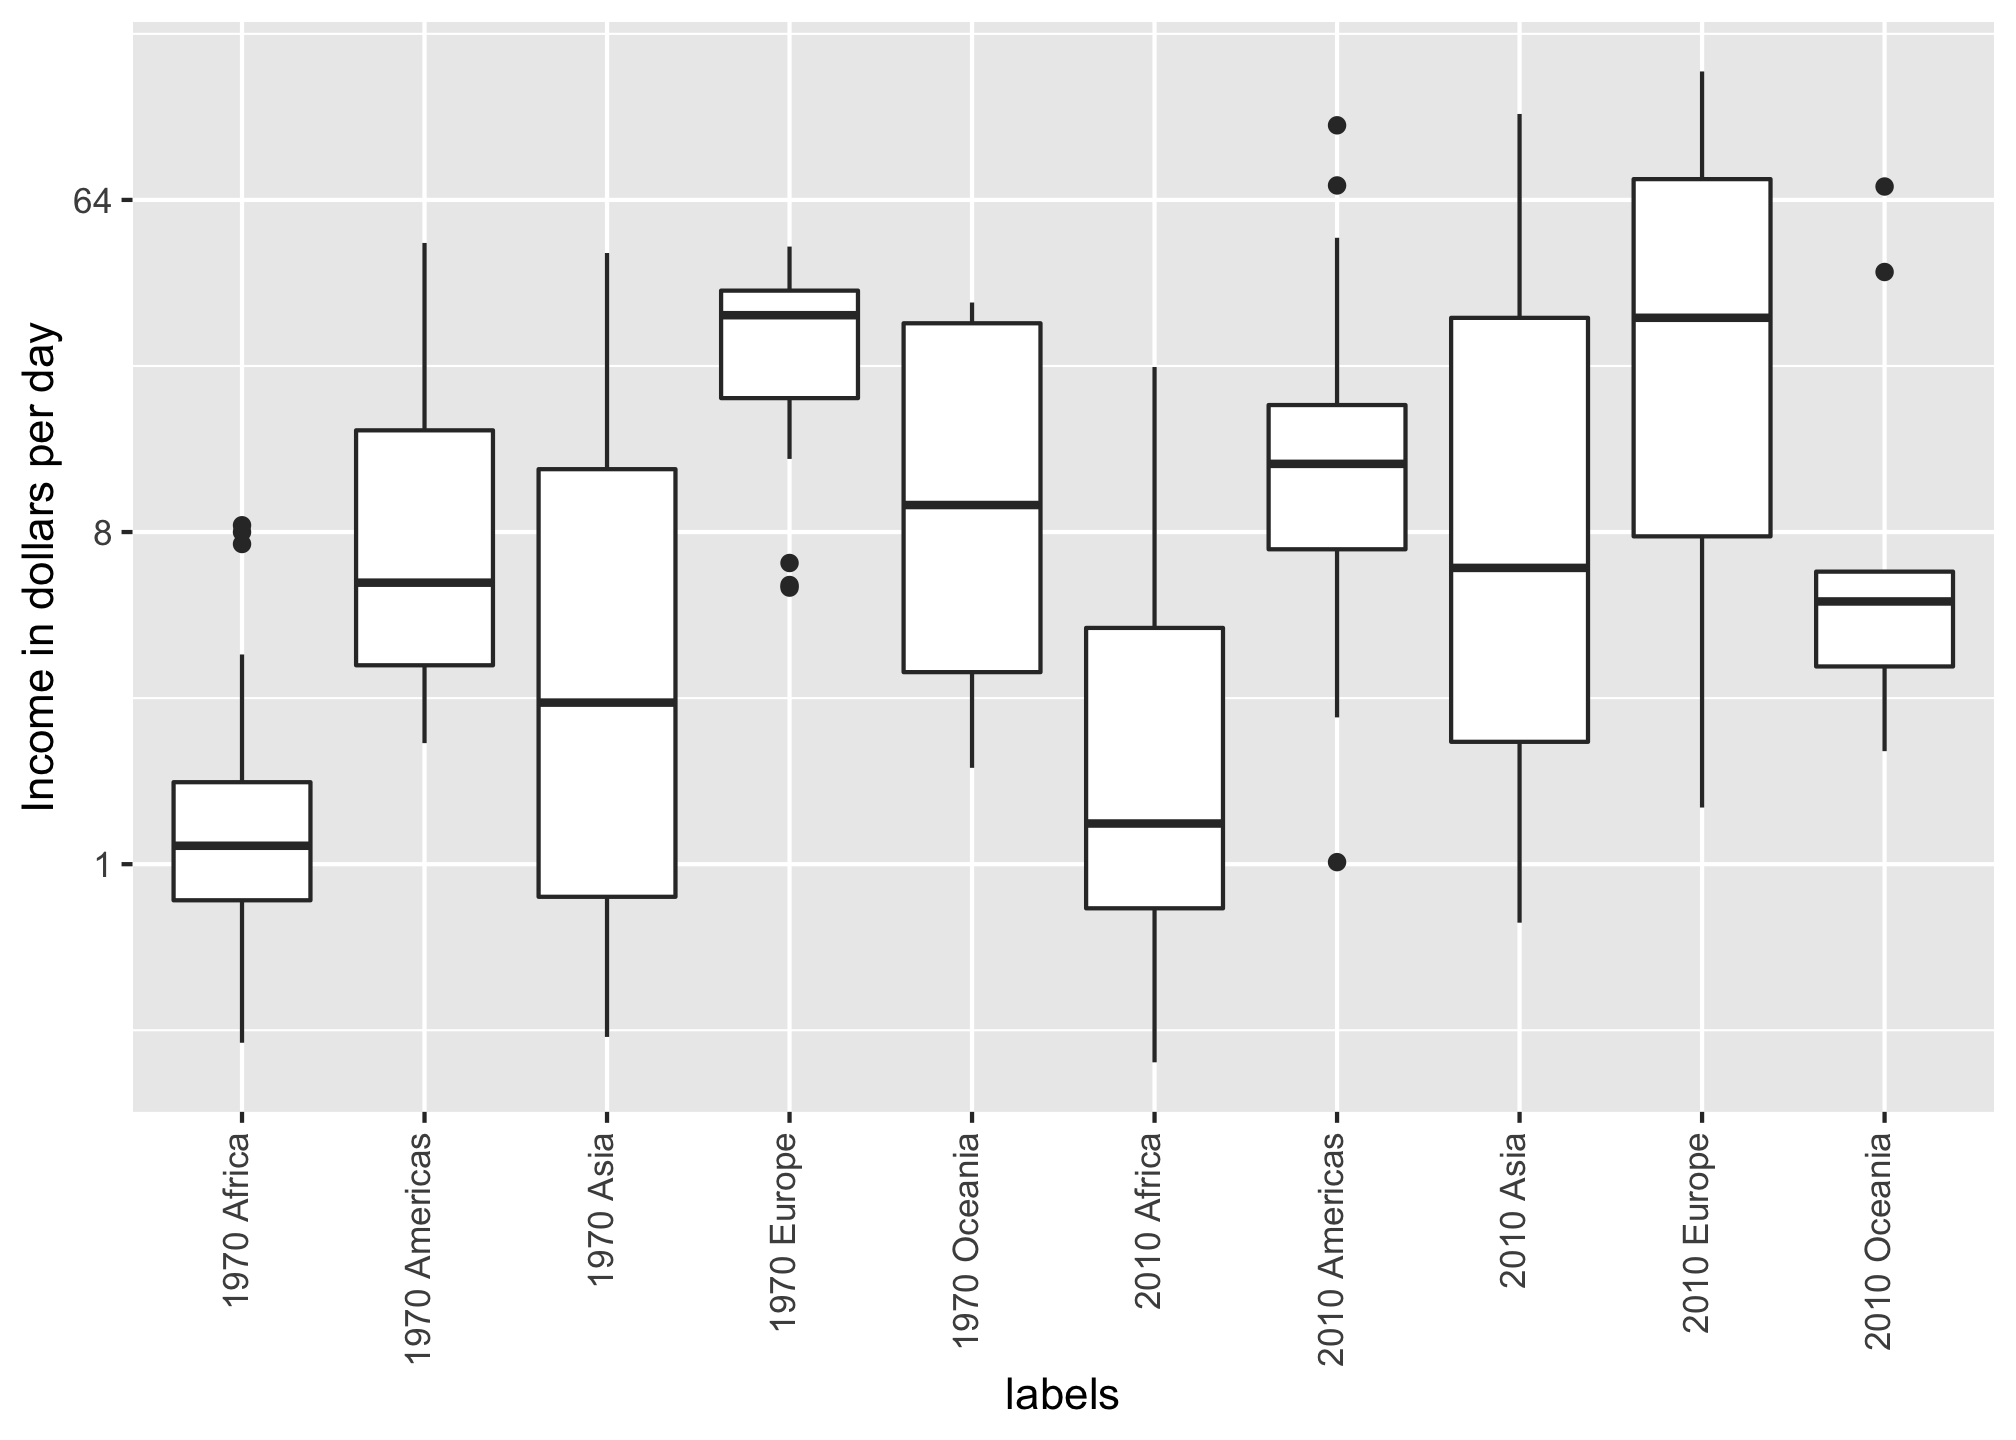 Income in dollars per day
64
8
1
1970 Africa
1970 Americas
1970 Asia
1970 Europe
1970 Oceania
2010 Africa
2010 Americas
2010 Asia
2010 Europe
2010 Oceania
labels